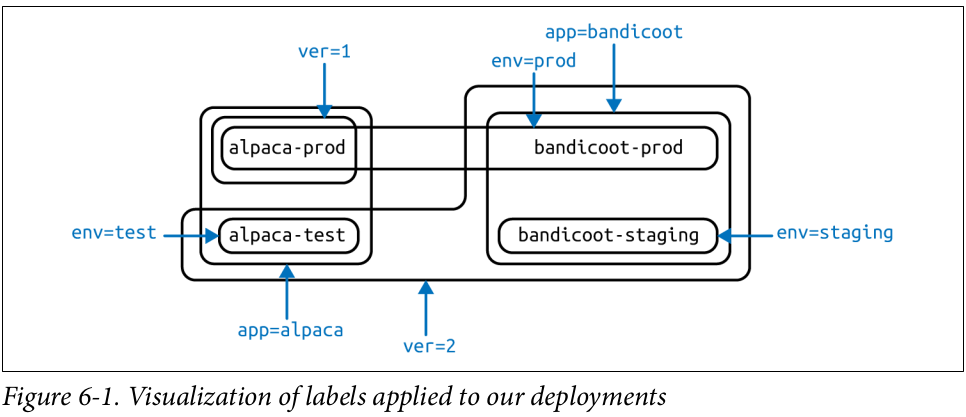 app=bandicoot
ver=1
env=prod
alpaca-prod
bandicoot-prod
env=test
alpaca-test
bandicoot-staging
env=staging
app=alpaca
ver=2
Figure 6-1. Visualization of labels applied to our deployments